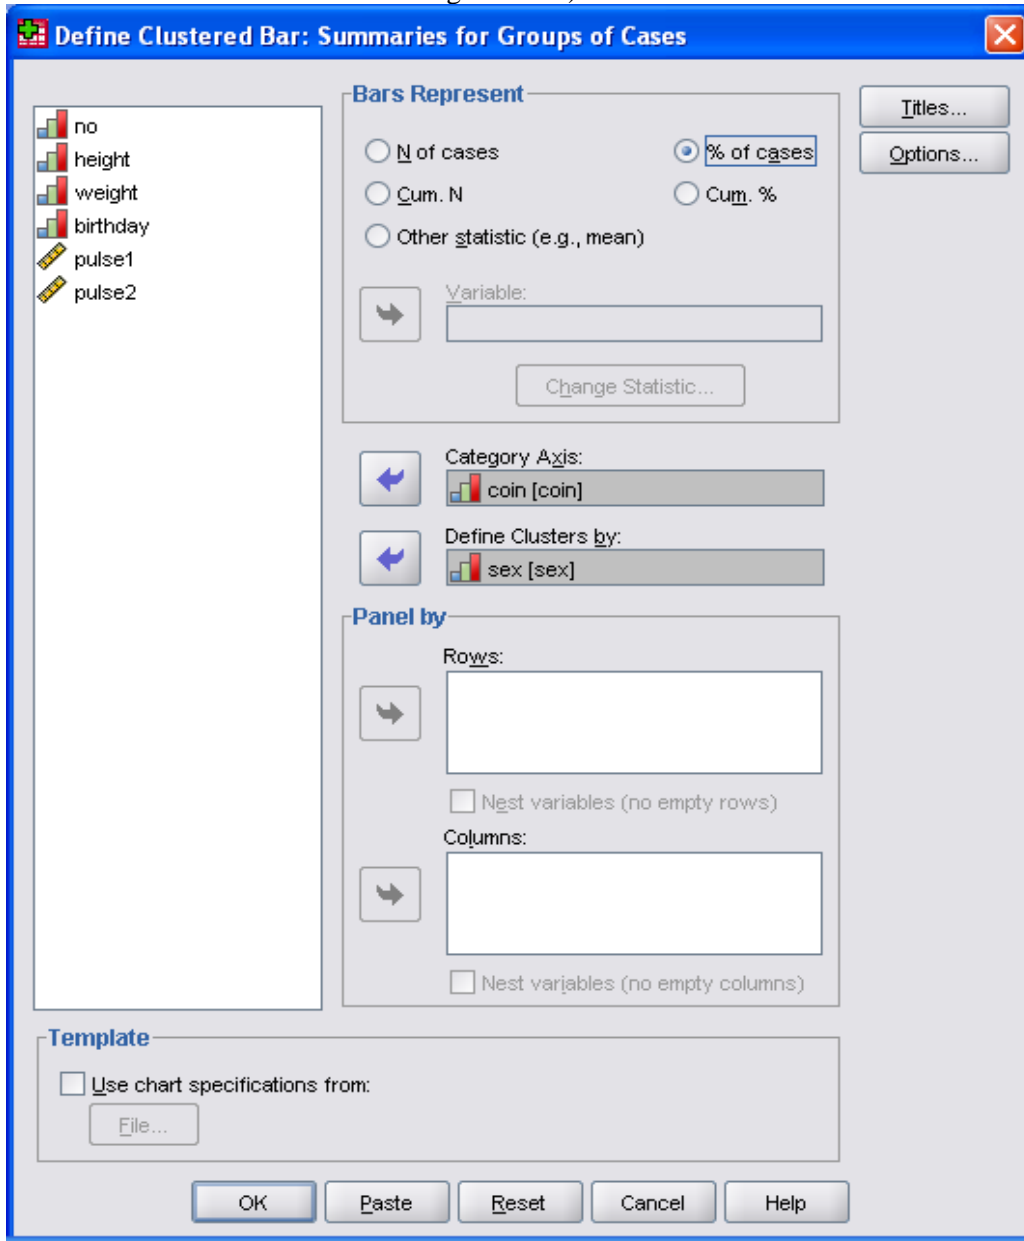 Define Clustered Bar: Summaries for Groups of Cases
no
height
weight
birthday
pulse1
pulse2
Bars Represent
N of cases
% of cases
Cum. N
Cum. %
Other statistic (e.g., mean)
Variable:
Change Statistic...
Category Axis:
coin [coin]
Define Clusters by:
sex [sex]
Panel by
Rows:
Nest variables (no empty rows)
Columns:
Nest variables (no empty columns)
Titles...
Options...
Template
Use chart specifications from:
File...
OK
Paste
Reset
Cancel
Help